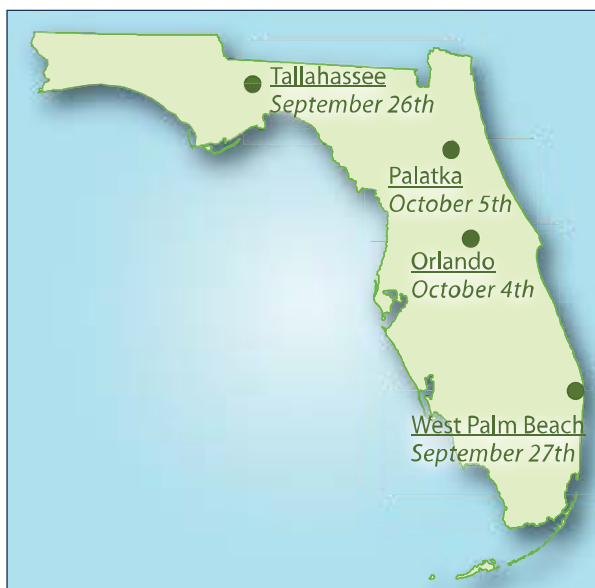 Tallahassee
September 26th
Palatka
October 5th
Orlando
October 4th
West Palm Beach
September 27th